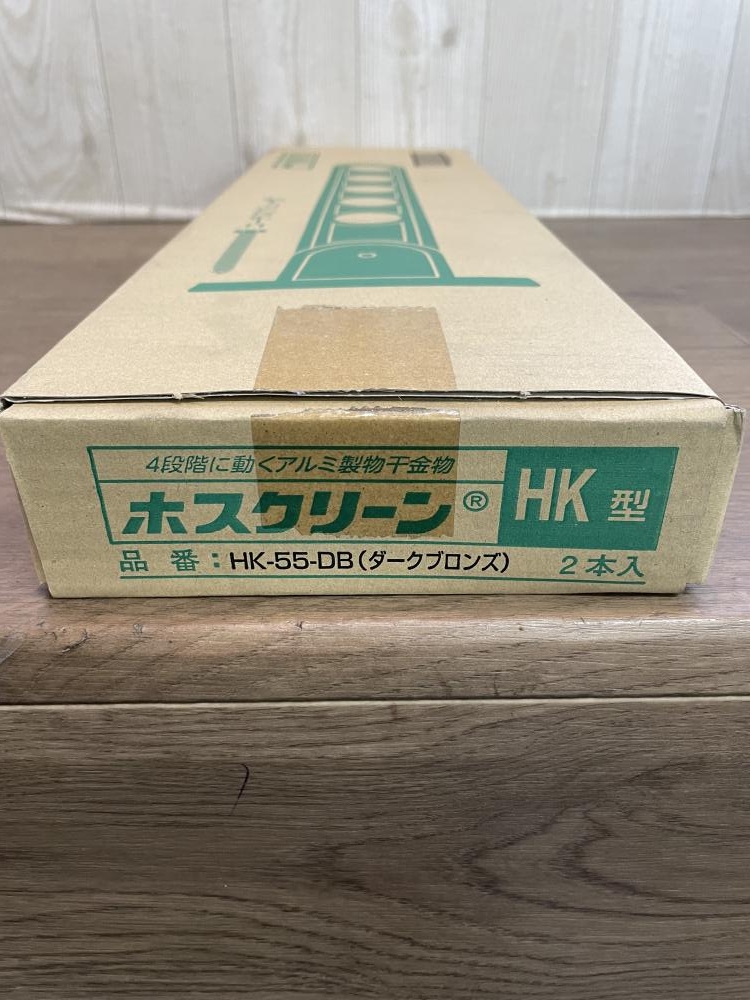 4段階に動くアルミ製物干金物
ホスクリーン® HK型
品番：HK-55-DB（ダークブロンズ） 2本入